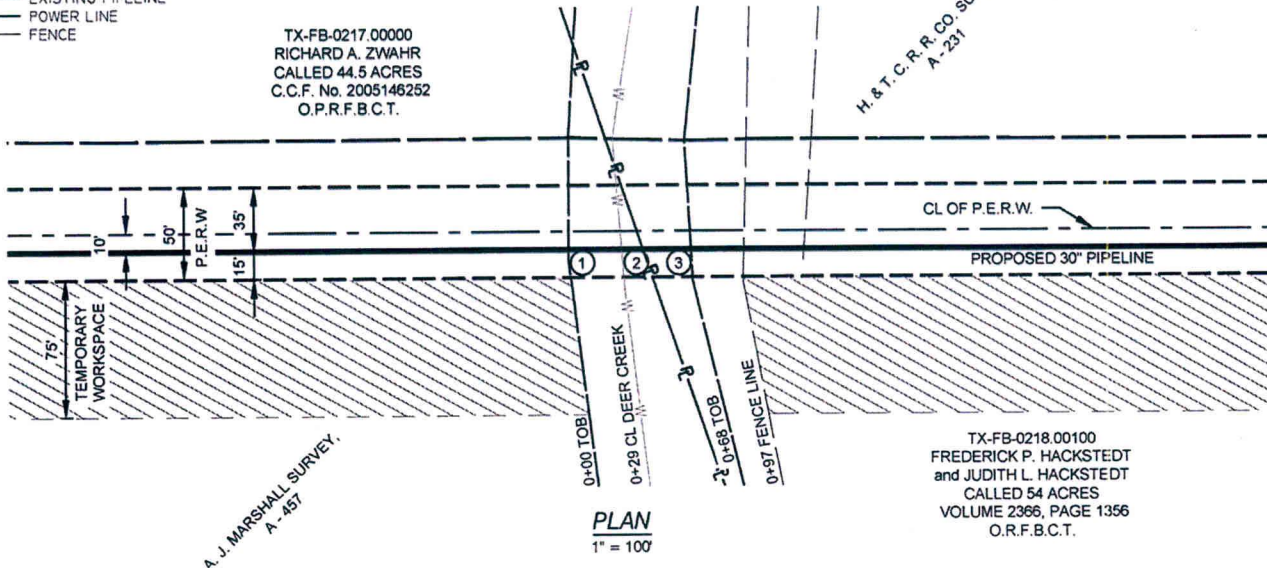 EXISTING PIPELINE
POWER LINE
FENCE
TX-FB-0217.00000
RICHARD A. ZWAHR
CALLED 44.5 ACRES
C.C.F. No. 2005146252
O.P.R.F.B.C.T.
H. & T. C. R. R. CO.
A - 231
10'
50'
P.E.R.W
35'
15'
CL OF P.E.R.W.
PROPOSED 30" PIPELINE
1
2
3
75'
TEMPORARY
WORKSPACE
0+00 TOB
0+29 CL DEER CREEK
0+68 TOB
0+97 FENCE LINE
W
W
W
W
A. J. MARSHALL SURVEY,
A - 457
PLAN
1" = 100'
TX-FB-0218.00100
FREDERICK P. HACKSTEDT
and JUDITH L. HACKSTEDT
CALLED 54 ACRES
VOLUME 2366, PAGE 1356
O.R.F.B.C.T.